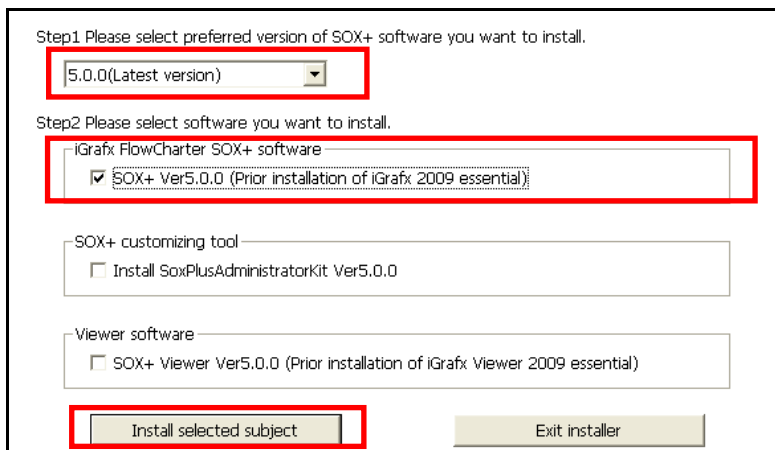 Step1 Please select preferred version of SOX+ software you want to install.
5.0.0(Latest version)
Step2 Please select software you want to install.
iGrafx FlowCharter SOX+ software
SOX+ Ver5.0.0 (Prior installation of iGrafx 2009 essential)
SOX+ customizing tool
Install SoxPlusAdministratorKit Ver5.0.0
Viewer software
SOX+ Viewer Ver5.0.0 (Prior installation of iGrafx Viewer 2009 essential)
Install selected subject
Exit installer